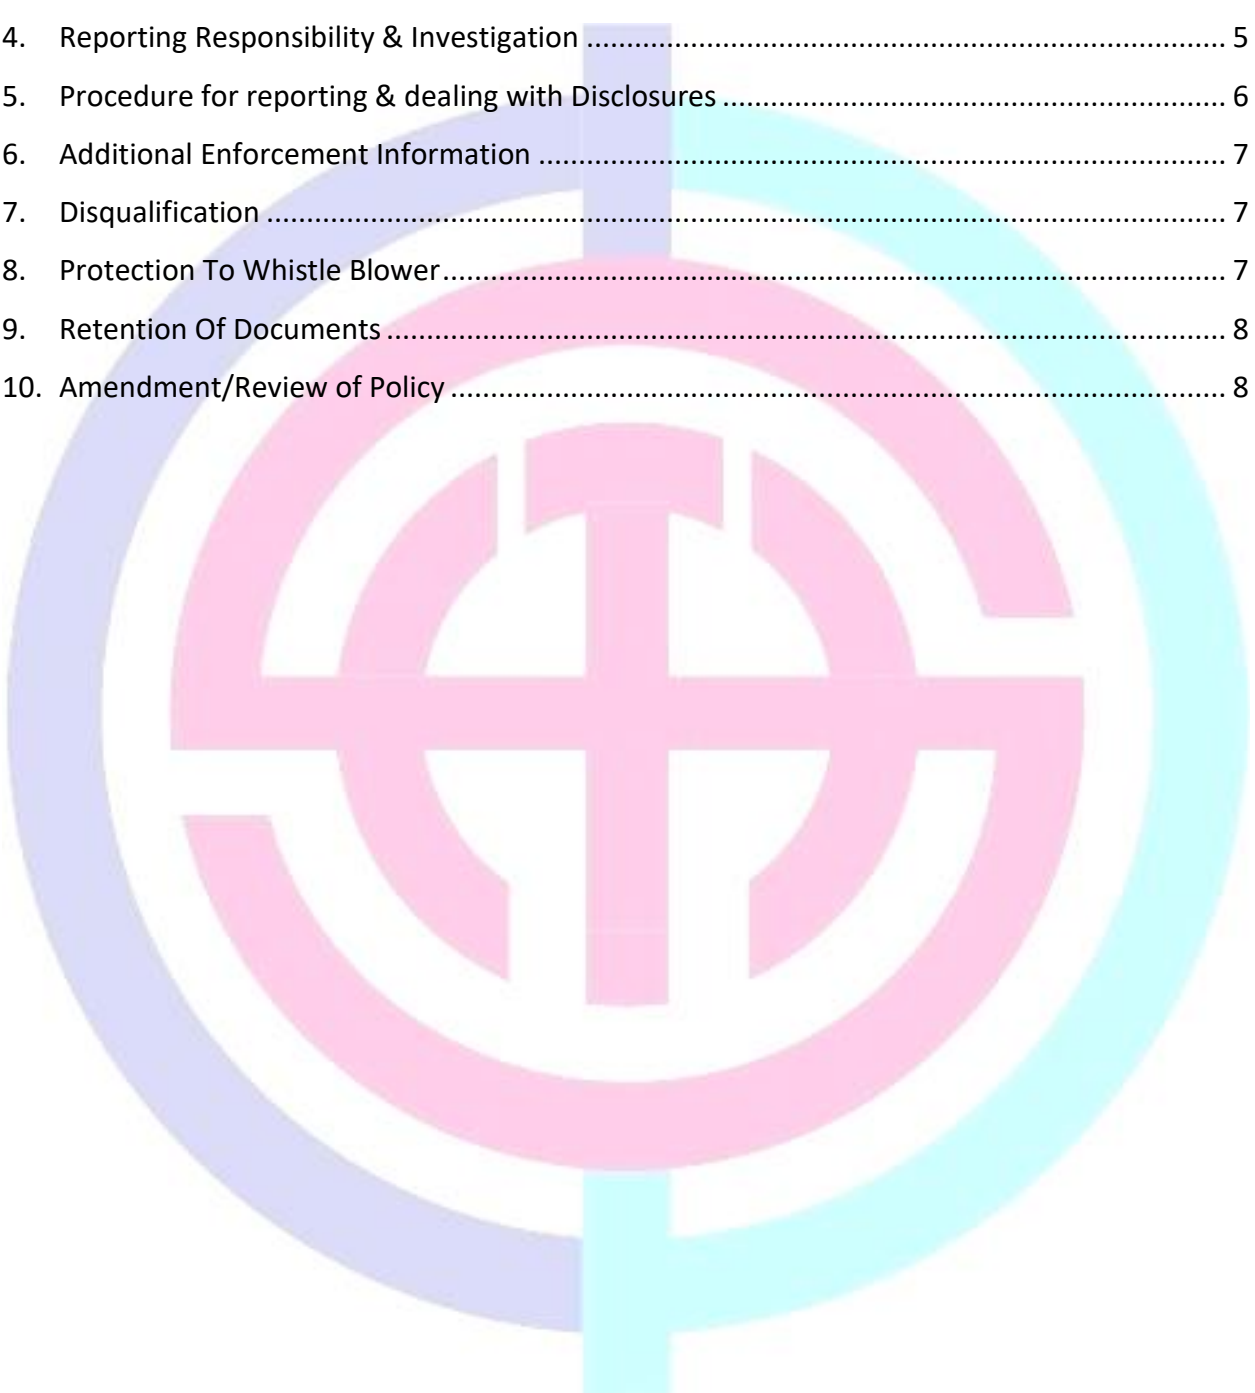 4. Reporting Responsibility & Investigation ........................................................................ 5
5. Procedure for reporting & dealing with Disclosures ......................................................... 6
6. Additional Enforcement Information .............................................................................. 7
7. Disqualification ............................................................................................................. 7
8. Protection To Whistle Blower ......................................................................................... 7
9. Retention Of Documents ................................................................................................ 8
10. Amendment/Review of Policy ........................................................................................ 8